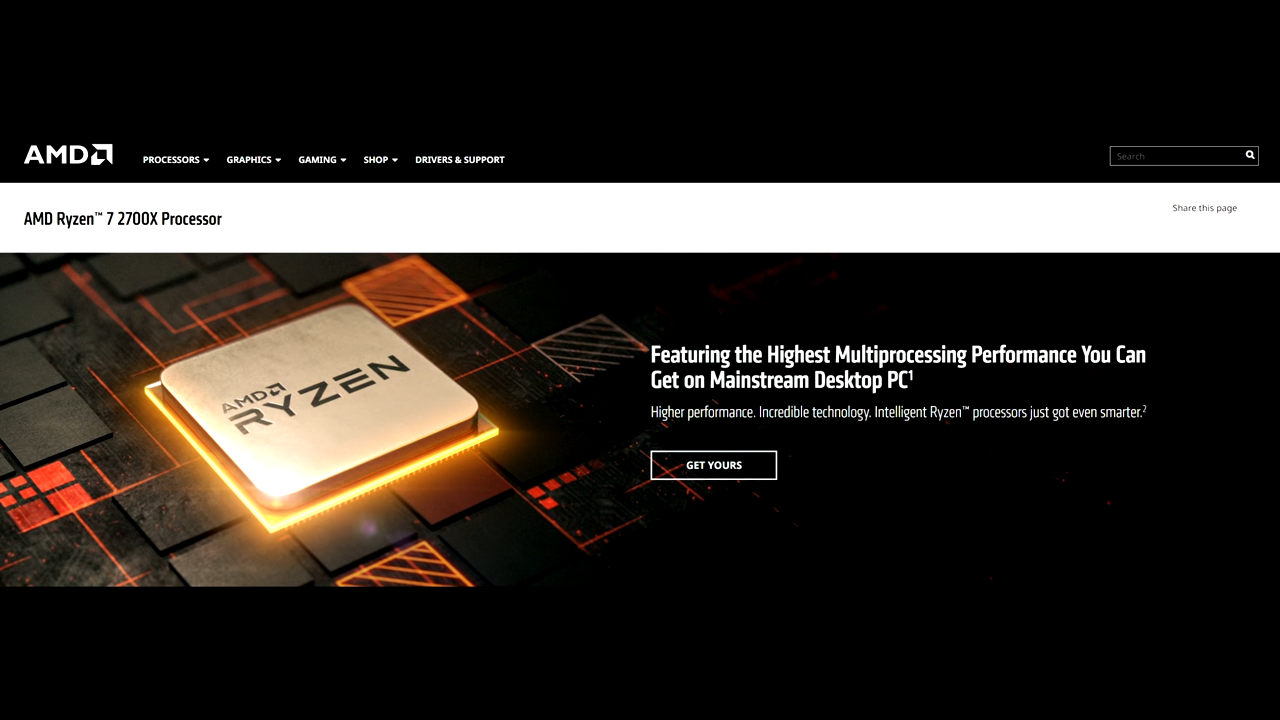 AMD
PROCESSORS GRAPHICS GAMING SHOP DRIVERS & SUPPORT
Search
Share this page
AMD Ryzen™ 7 2700X Processor
AMD
RYZEN
Featuring the Highest Multiprocessing Performance You Can
Get on Mainstream Desktop PC¹
Higher performance. Incredible technology. Intelligent Ryzen™ processors just got even smarter.²
GET YOURS